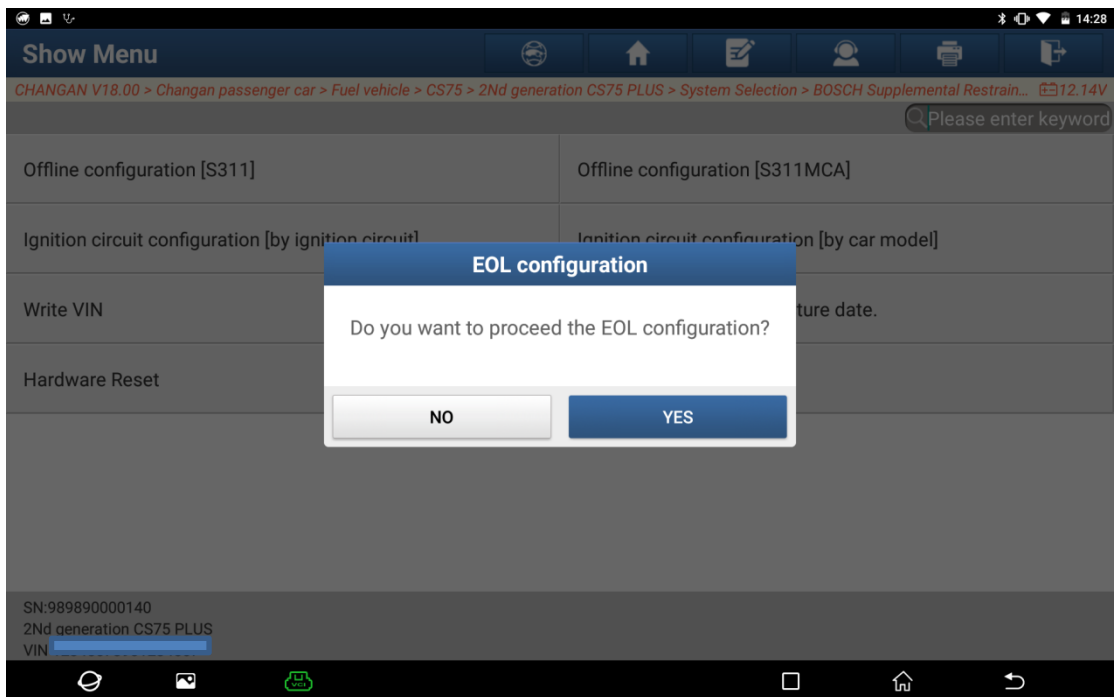 14:28
Show Menu
CHANGAN V18.00 > Changan passenger car > Fuel vehicle > CS75 > 2Nd generation CS75 PLUS > System Selection > BOSCH Supplemental Restrain... 12.14V
Please enter keyword
Offline configuration [S311]
Offline configuration [S311MCA]
Ignition circuit configuration [by ignition circuit]
Ignition circuit configuration [by car model]
EOL configuration
Write VIN
ture date.
Do you want to proceed the EOL configuration?
Hardware Reset
NO
YES
SN:989890000140
2Nd generation CS75 PLUS
VIN
VCI